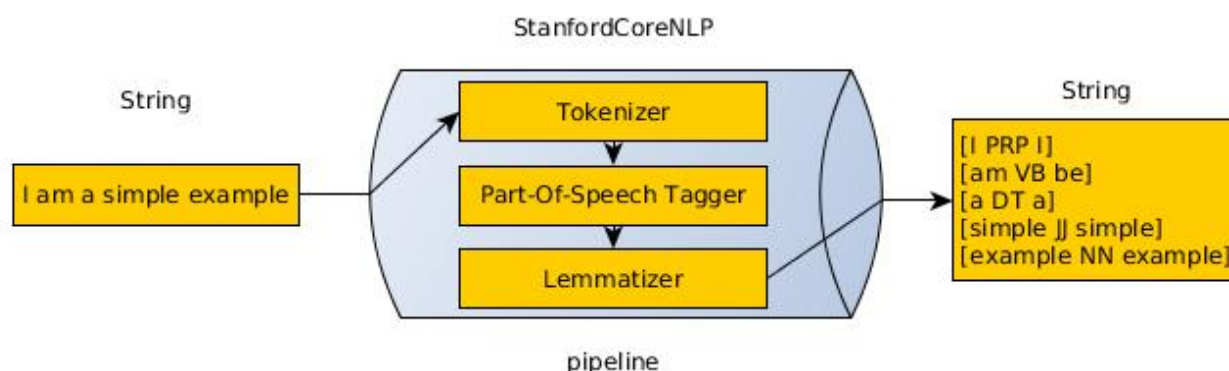 StanfordCoreNLP
String
I am a simple example
Tokenizer
Part-Of-Speech Tagger
Lemmatizer
String
[I PRP I]
[am VB be]
[a DT a]
[simple JJ simple]
[example NN example]
pipeline